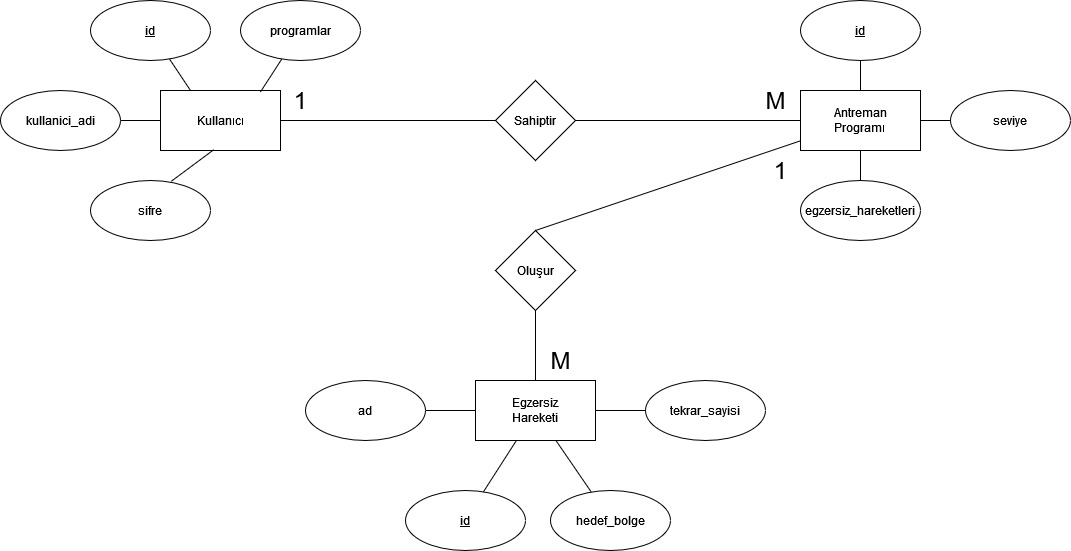 id
programlar
kullanici_adi
Kullanıcı
1
sifre
Sahiptir
M
id
Antreman
Programı
seviye
1
egzersiz_hareketleri
Oluşur
M
ad
Egzersiz
Hareketi
tekrar_sayisi
id
hedef_bolge